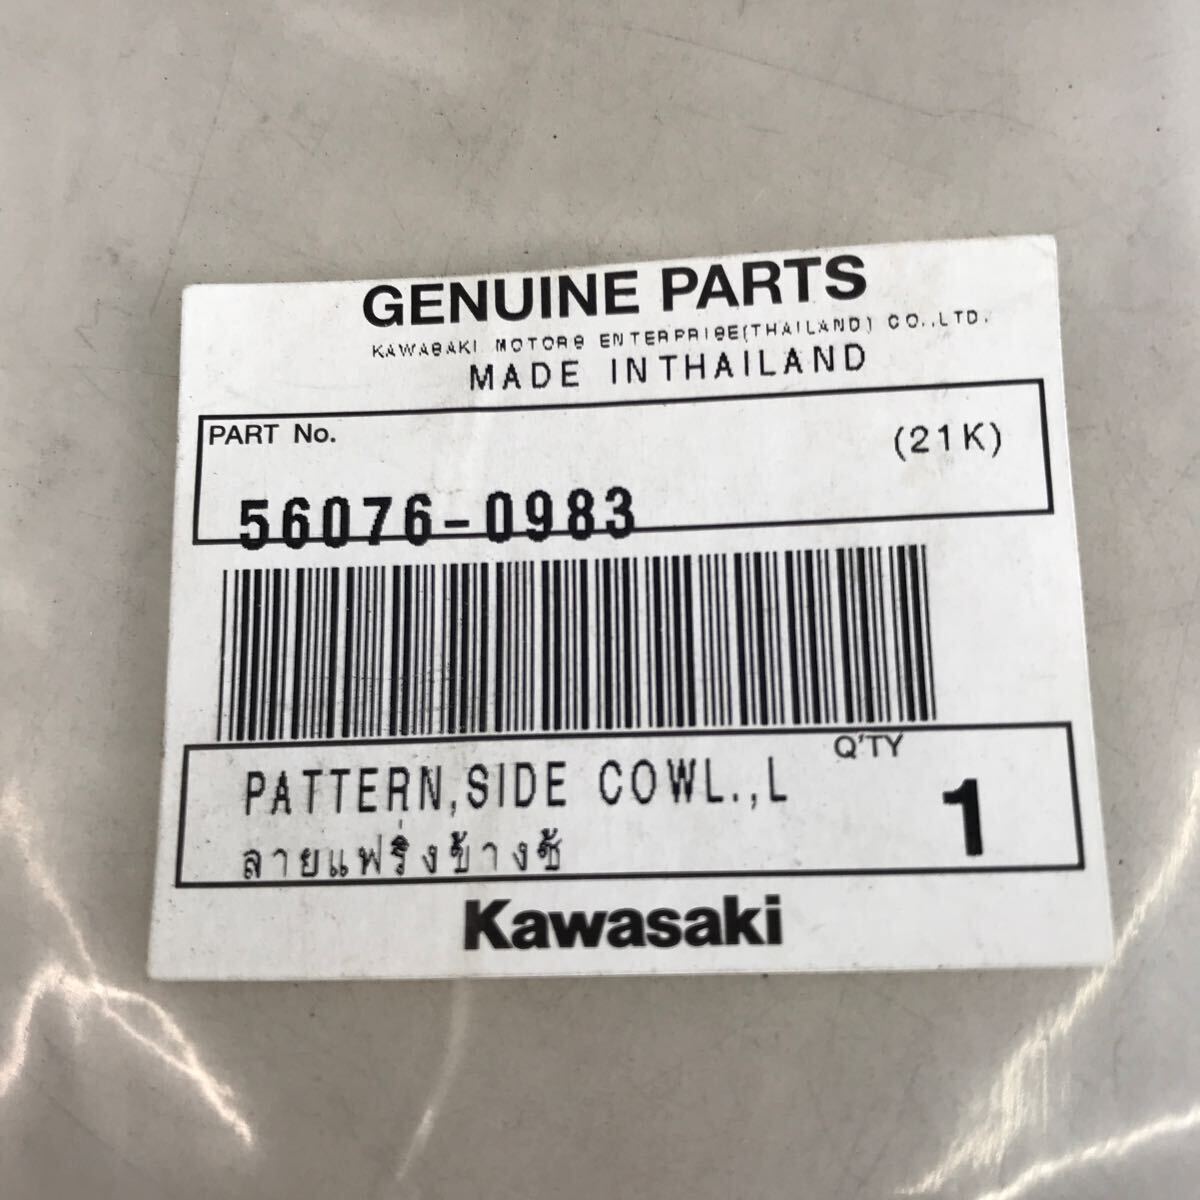 GENUINE PARTS
KAWASAKI MOTORS ENTERPRISE(THAILAND) CO.,LTD.
MADE INTHAILAND
PART No.
(21K)
56076-0983
Q'TY
PATTERN,SIDE COWL.,L
1
ลายแฟริ่งข้างซ้
Kawasaki